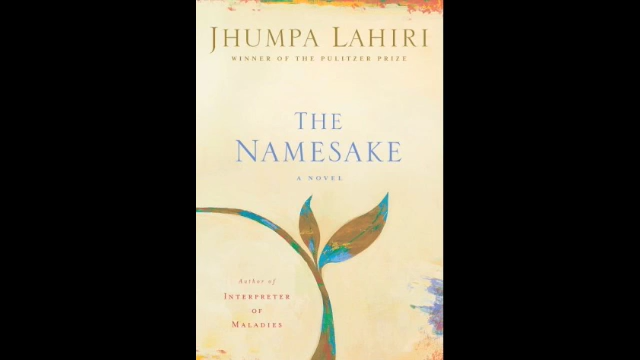 JHUMPA LAHIRI
WINNER OF THE PULITZER PRIZE
THE
NAMESAKE
A NOVEL
Author of
INTERPRETER
OF
MALADIES